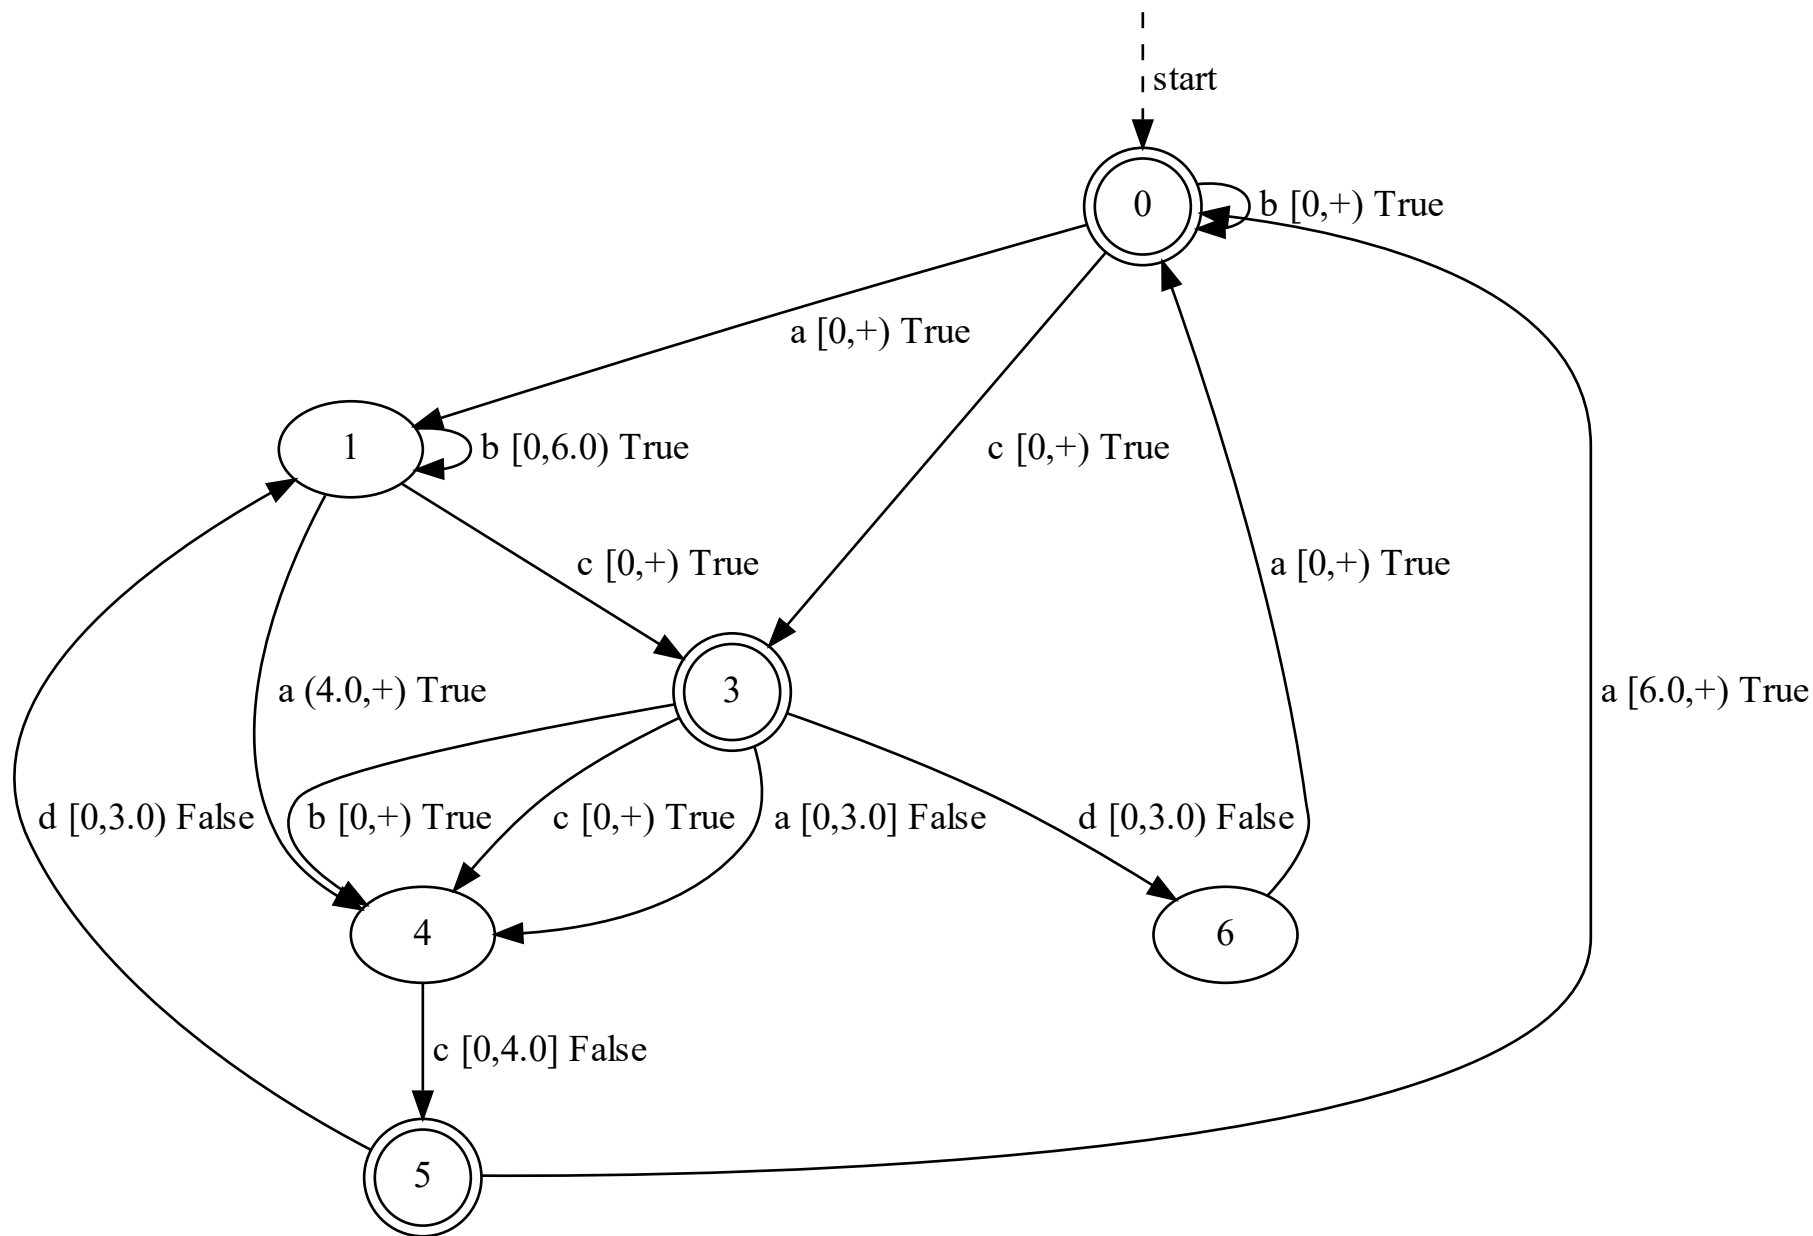 start
0
b [0,+) True
a [0,+) True
1
b [0,6.0) True
c [0,+) True
c [0,+) True
a [0,+) True
a (4.0,+) True
3
a [6.0,+) True
d [0,3.0) False
b [0,+) True
c [0,+) True
a [0,3.0] False
d [0,3.0) False
4
6
c [0,4.0] False
5